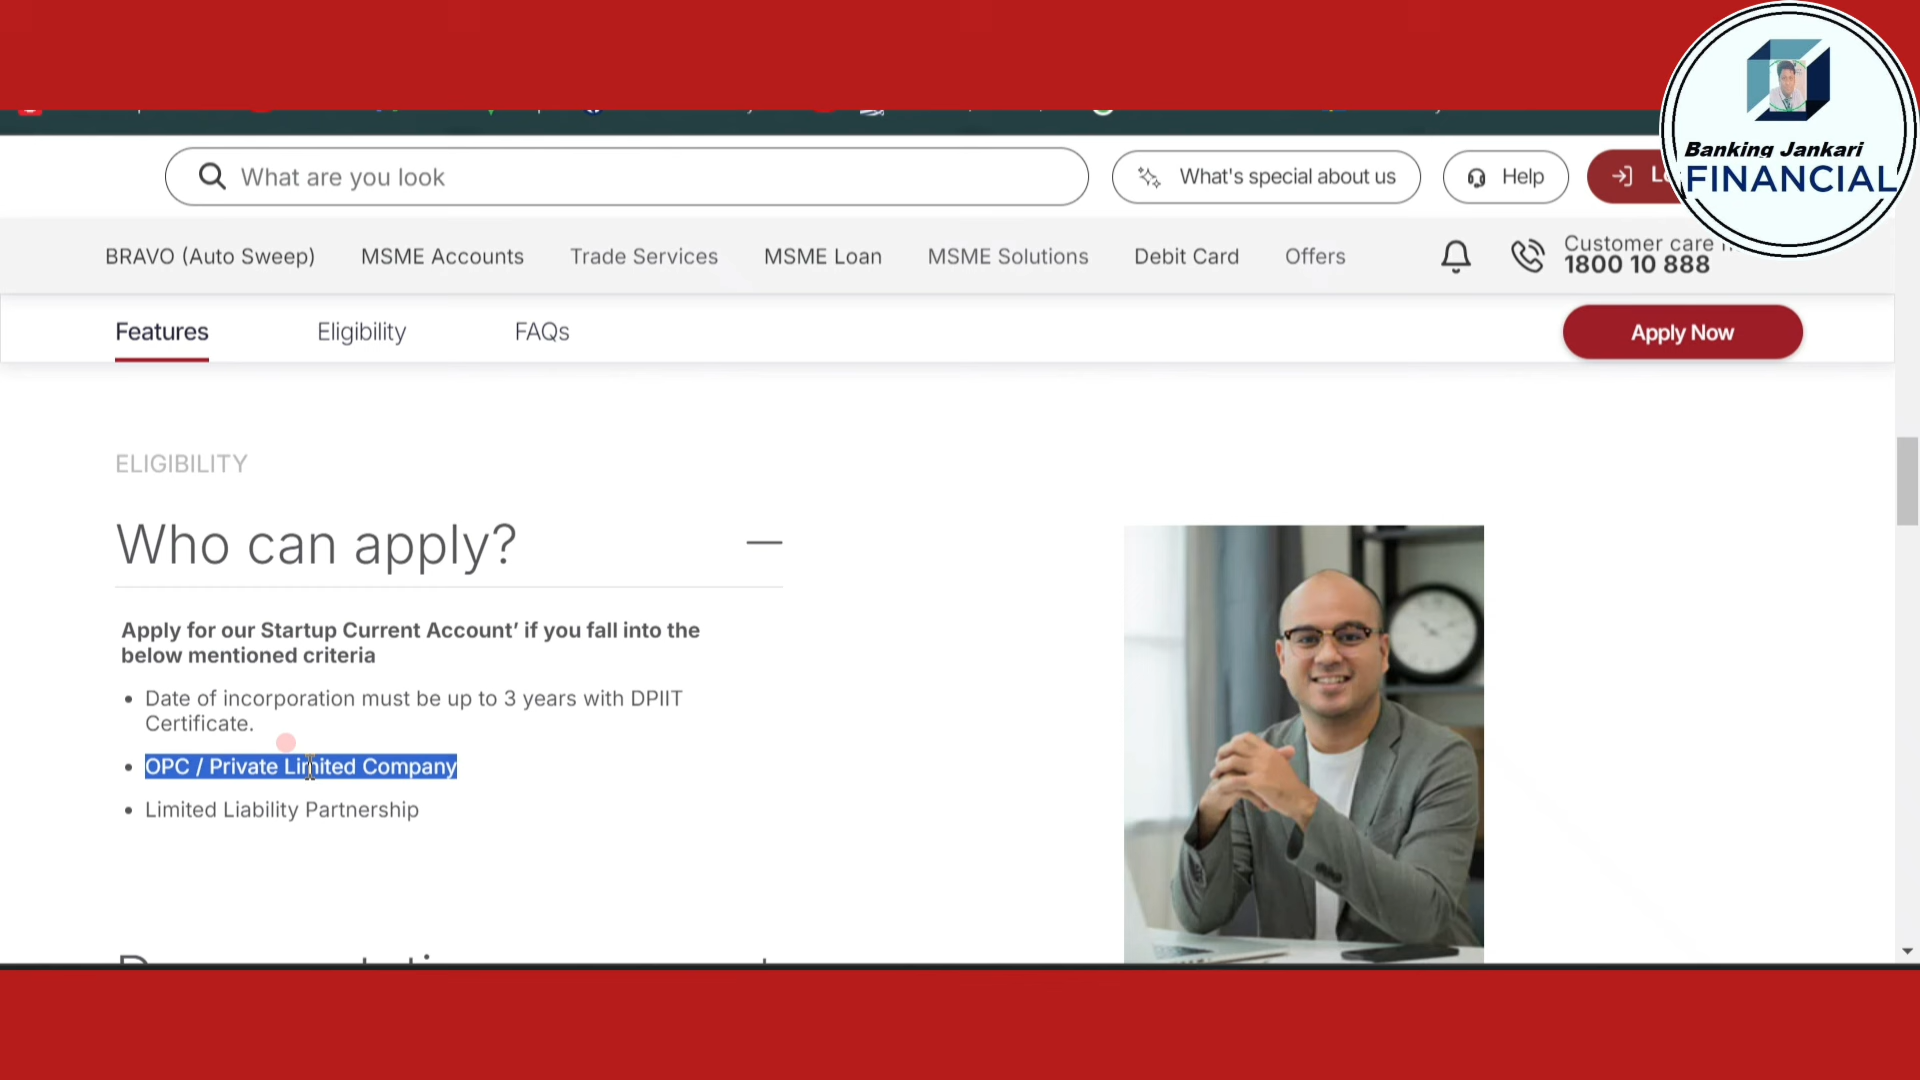 Banking Jankari
FINANCIAL
What are you look
What's special about us
Help
BRAVO (Auto Sweep)
MSME Accounts
Trade Services
MSME Loan
MSME Solutions
Debit Card
Offers
Customer care
1800 10 888
Features
Eligibility
FAQs
Apply Now
ELIGIBILITY
Who can apply?
Apply for our Startup Current Account’ if you fall into the
below mentioned criteria
• Date of incorporation must be up to 3 years with DPIIT
Certificate.
• OPC / Private Limited Company
• Limited Liability Partnership